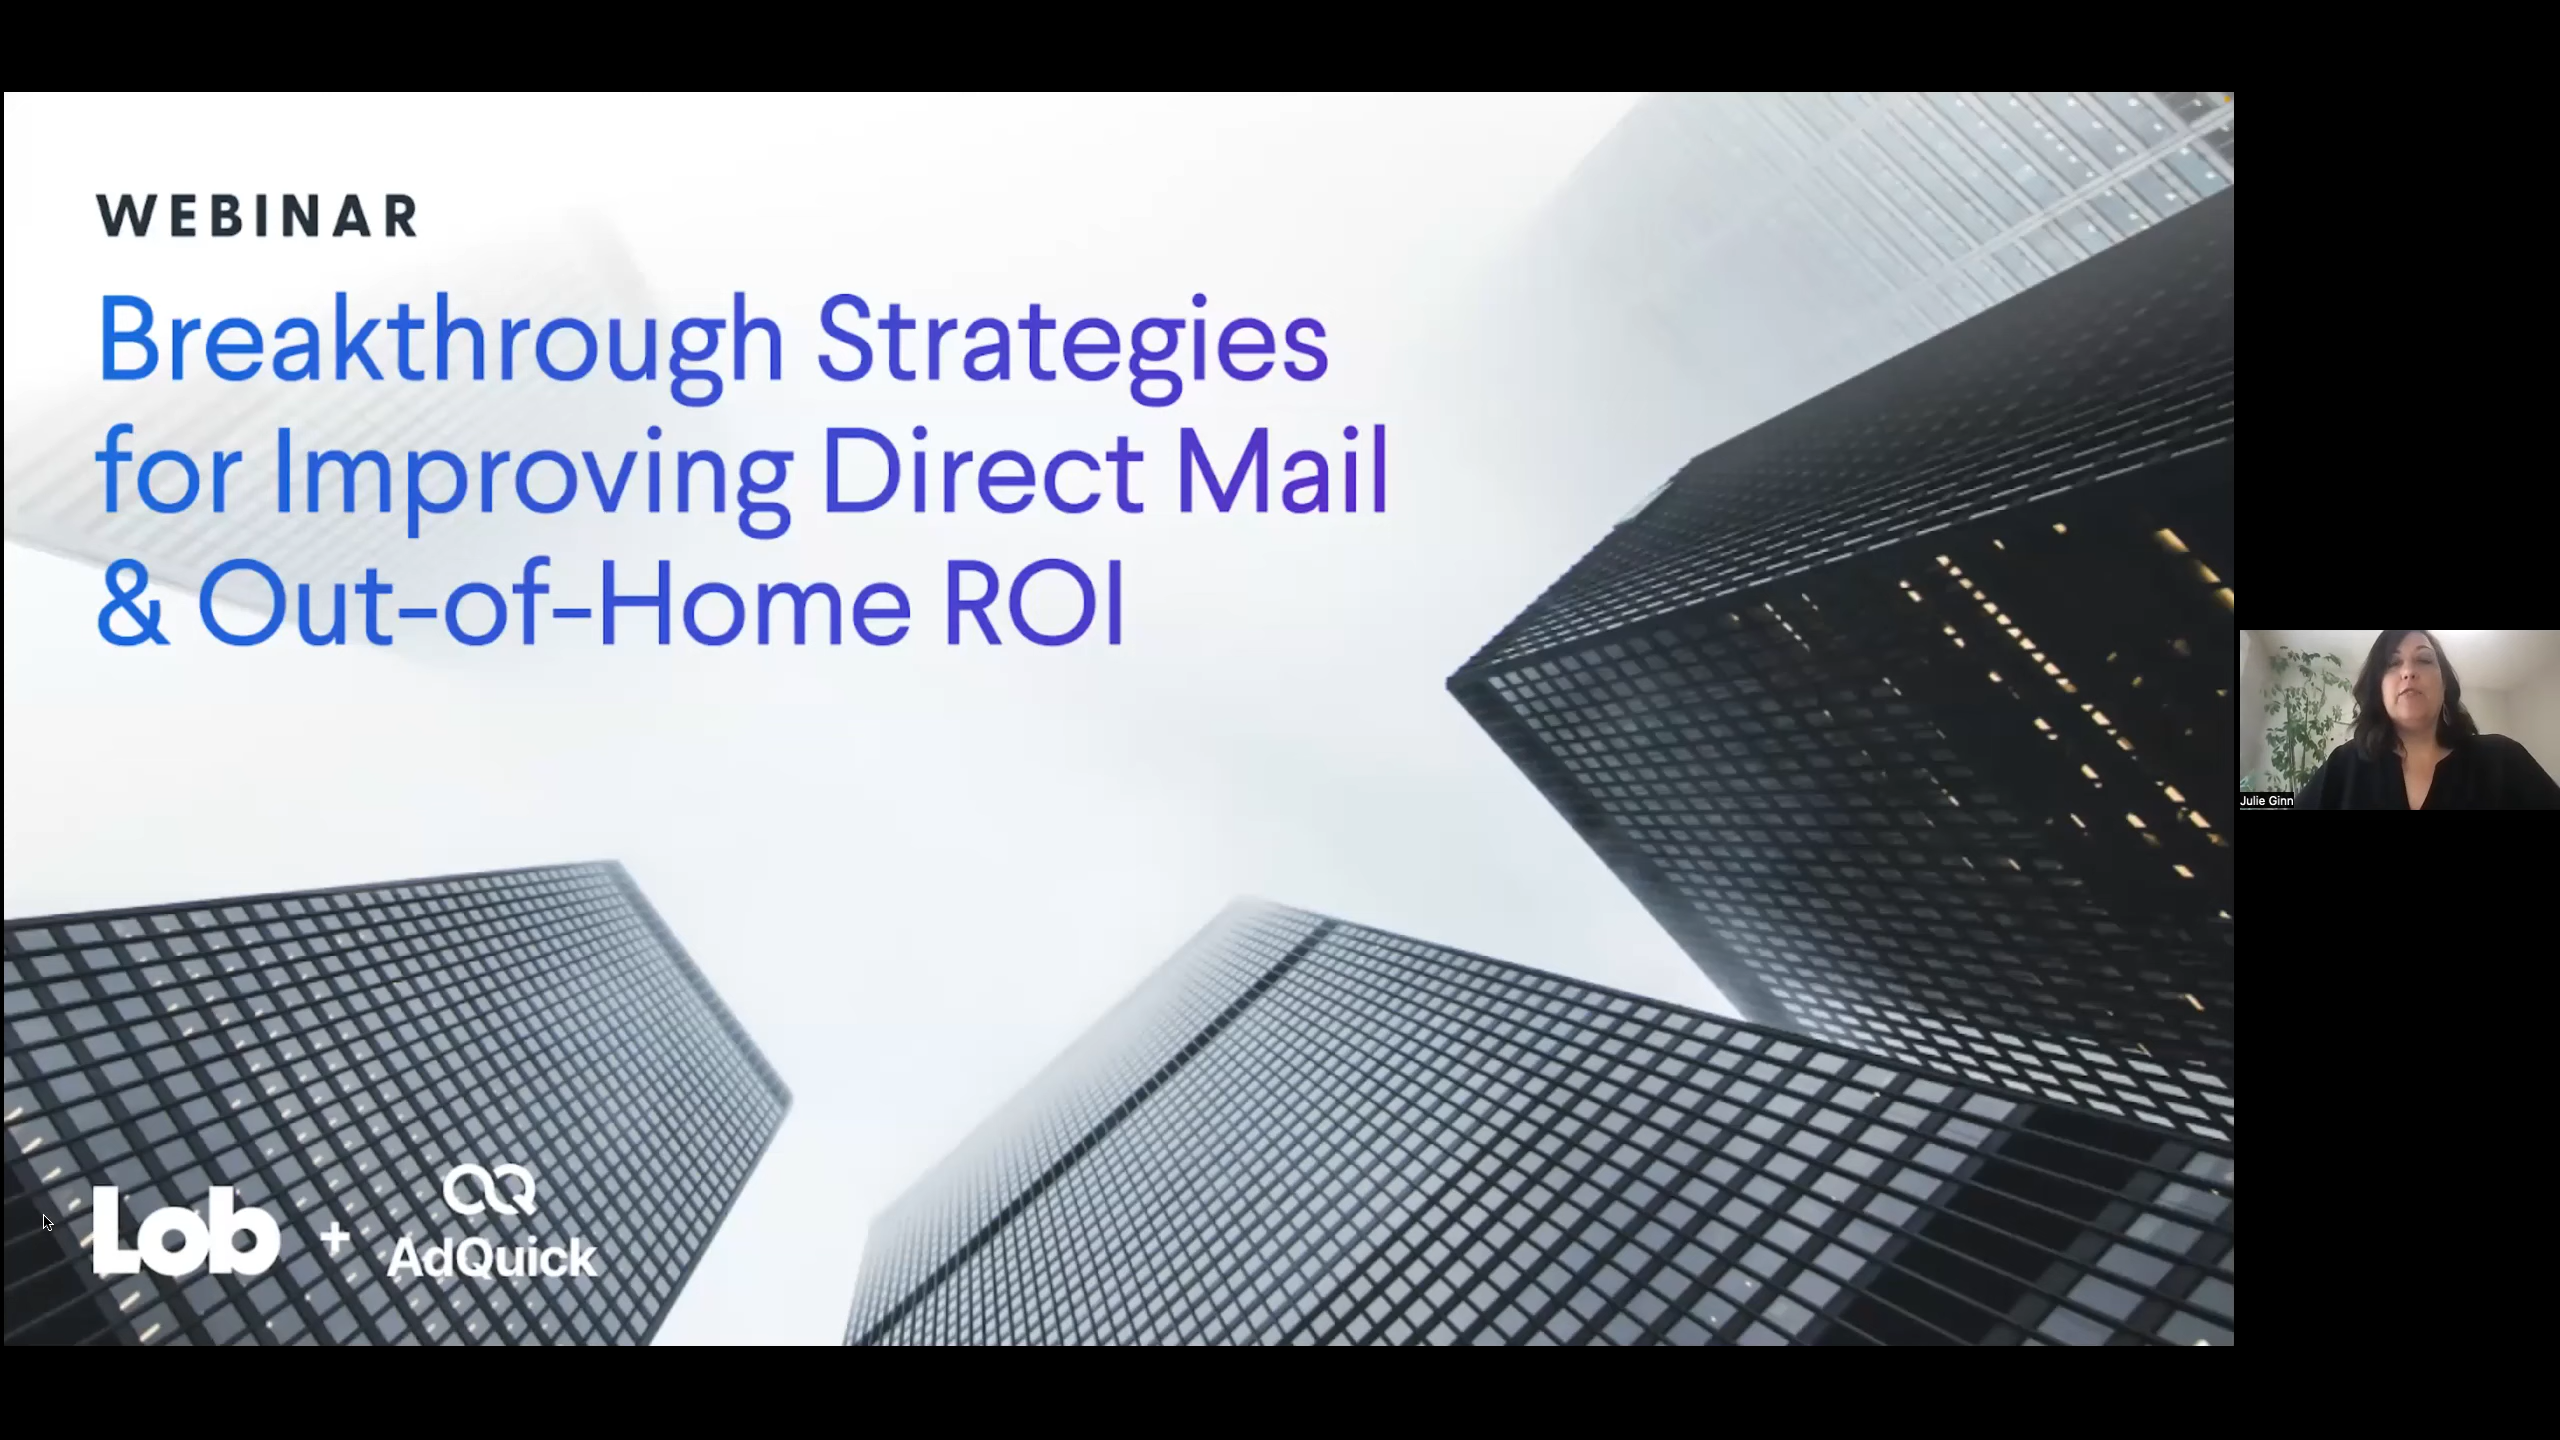 WEBINAR
Breakthrough Strategies
for Improving Direct Mail
& Out-of-Home ROI
Lob + AdQuick
Julie Ginn